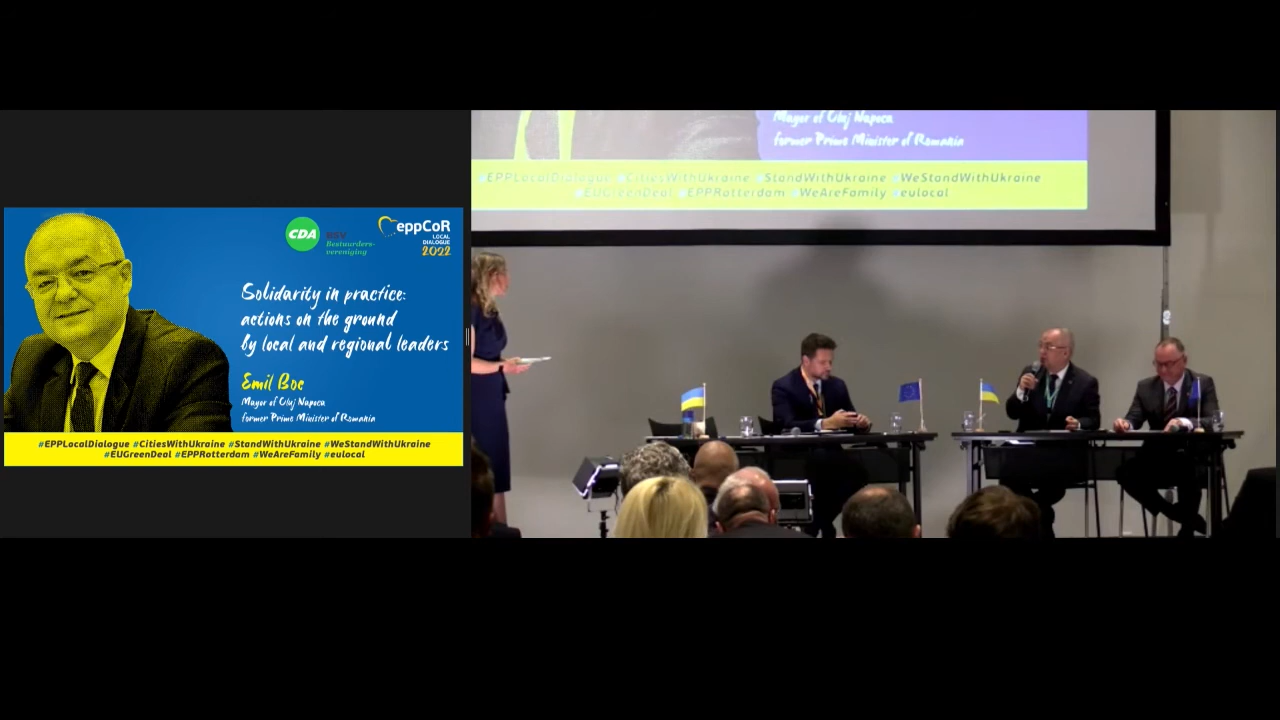 CDA
BSV
Bestuurders-
vereniging
eppCoR
LOCAL
DIALOGUE
2022
Solidarity in practice:
actions on the ground
by local and regional leaders
Emil Boc
Mayor of Cluj Napoca
former Prime Minister of Romania
#EPPLocalDialogue #CitiesWithUkraine #StandWithUkraine #WeStandWithUkraine
#EUGreenDeal #EPPRotterdam #WeAreFamily #eulocal
Mayor of Cluj Napoca
former Prime Minister of Romania
#EPPLocalDialogue #CitiesWithUkraine #StandWithUkraine #WeStandWithUkraine
#EUGreenDeal #EPPRotterdam #WeAreFamily #eulocal